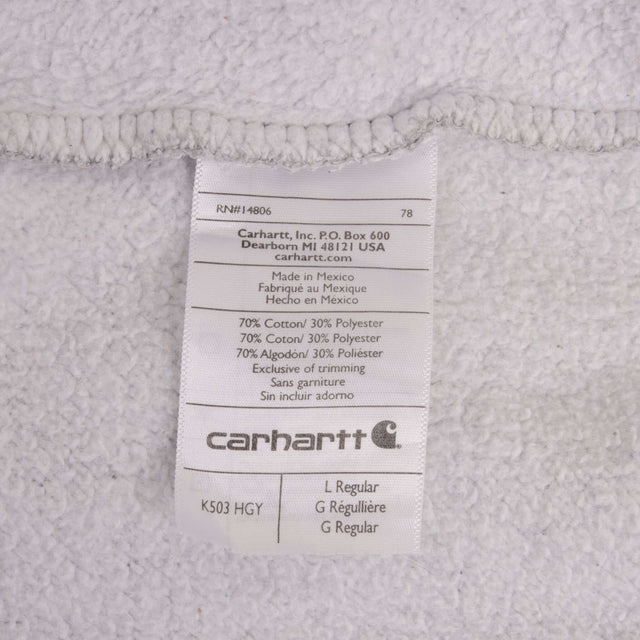 RN#14806 78
Carhartt, Inc. P.O. Box 600
Dearborn MI 48121 USA
carhartt.com
Made in Mexico
Fabriqué au Mexique
Hecho en México
70% Cotton/ 30% Polyester
70% Coton/ 30% Polyester
70% Algodón/ 30% Poliéster
Exclusive of trimming
Sans garniture
Sin incluir adorno
carhartt
K503 HGY
L Regular
G Régullière
G Regular